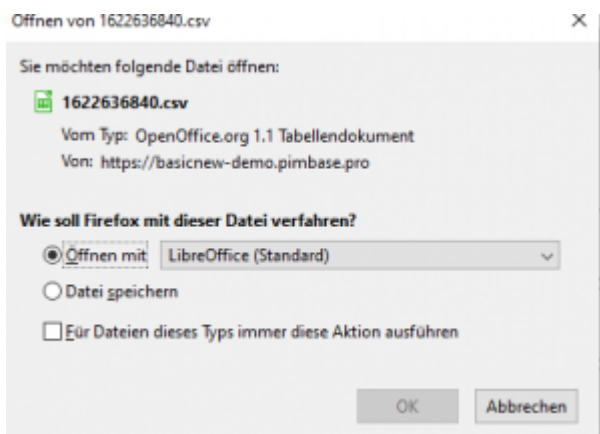 Öffnen von 1622636840.csv
Sie möchten folgende Datei öffnen:
1622636840.csv
Vom Typ: OpenOffice.org 1.1 Tabellendokument
Von: https://basicnew-demo.pimbase.pro
Wie soll Firefox mit dieser Datei verfahren?
Öffnen mit LibreOffice (Standard)
Datei speichern
Für Dateien dieses Typs immer diese Aktion ausführen
OK Abbrechen